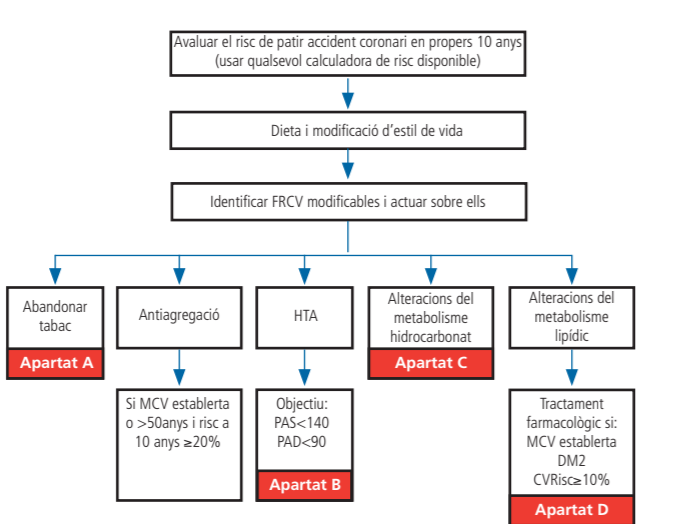 Avaluar el risc de patir accident coronari en propers 10 anys
(usar qualsevol calculadora de risc disponible)
Dieta i modificació d'estil de vida
Identificar FRCV modificables i actuar sobre ells
Abandonar
tabac
Apartat A
Antiagregació
HTA
Alteracions del
metabolisme
hidrocarbonat
Apartat C
Alteracions del
metabolisme
lipídic
Si MCV establerta
o >50anys i risc a
10 anys ≥20%
Objectiu:
PAS<140
PAD<90
Apartat B
Tractament
farmacològic si:
MCV establerta
DM2
CVRisc≥10%
Apartat D